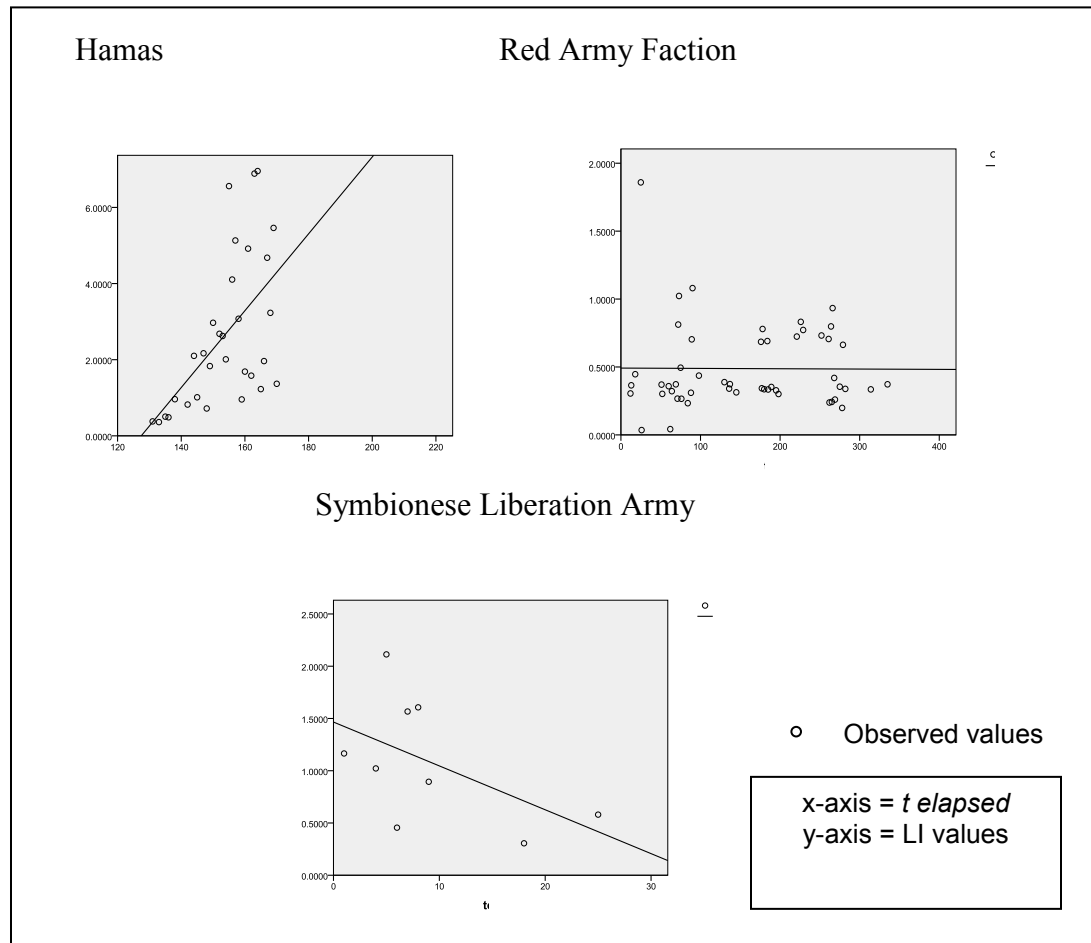 Hamas
Red Army Faction
6.0000
4.0000
2.0000
0.0000
120 140 160 180 200 220
2.0000
1.5000
1.0000
0.5000
0.0000
0 100 200 300 400
Symbionese Liberation Army
2.5000
2.0000
1.5000
1.0000
0.5000
0.0000
0 10 20 30
Observed values
x-axis = t elapsed
y-axis = LI values